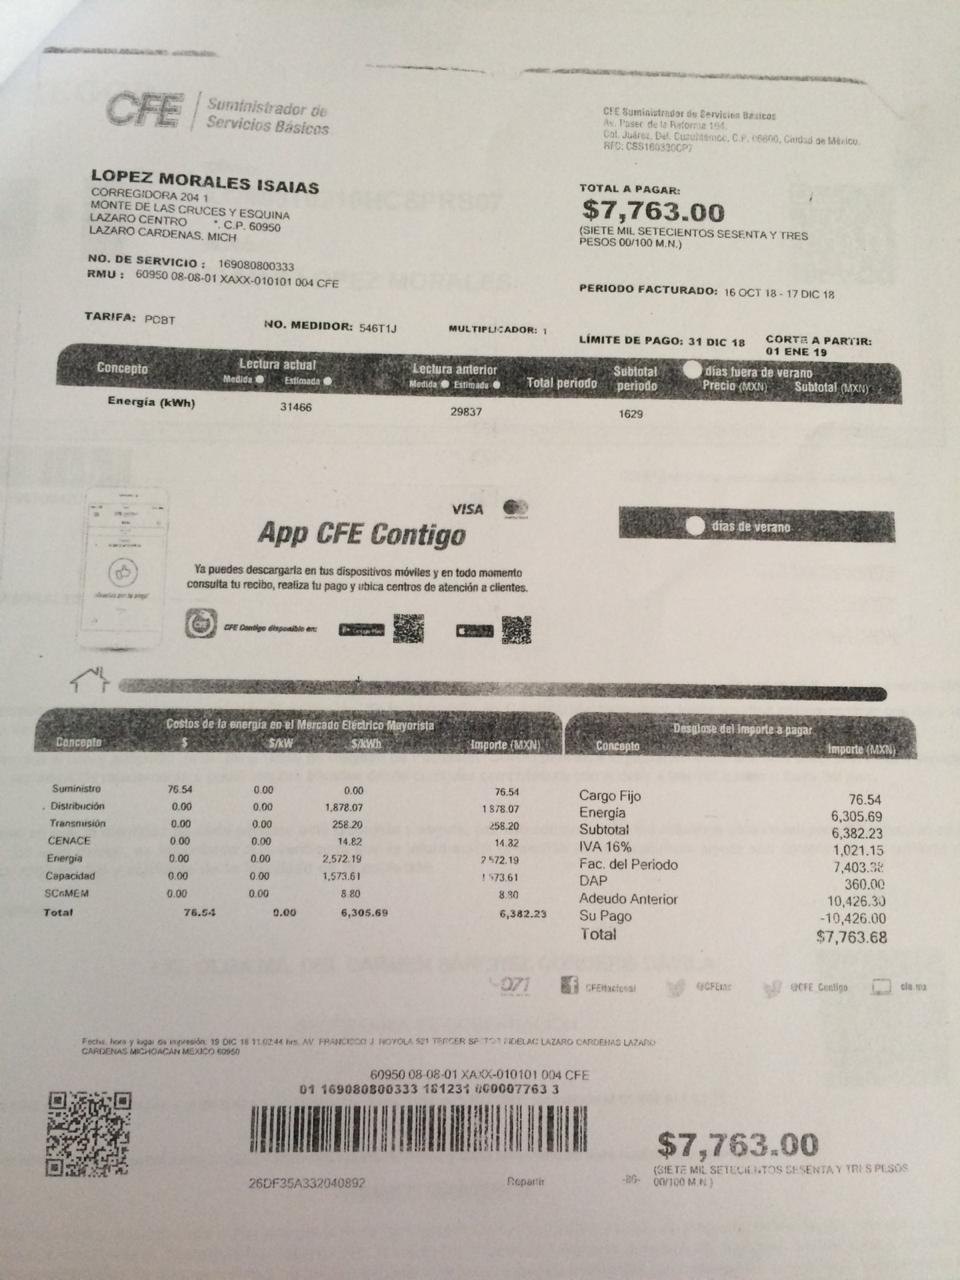 CFE Suministrador de
Servicios Básicos
CFE Suministrador de Servicios Básicos
Av. Paseo de la Reforma 164,
Col. Juárez, Del. Cuauhtémoc, C.P. 06600, Ciudad de México.
RFC: CSS160330CP7
LOPEZ MORALES ISAIAS
CORREGIDORA 204 1
MONTE DE LAS CRUCES Y ESQUINA
LAZARO CENTRO *. C.P. 60950
LAZARO CARDENAS. MICH
TOTAL A PAGAR:
$7,763.00
(SIETE MIL SETECIENTOS SESENTA Y TRES
PESOS 00/100 M.N.)
NO. DE SERVICIO : 169080800333
RMU : 60950 08-08-01 XAXX-010101 004 CFE
PERIODO FACTURADO: 16 OCT 18 - 17 DIC 18
TARIFA: PDBT NO. MEDIDOR: 546T1J MULTIPLICADOR: 1
LÍMITE DE PAGO: 31 DIC 18 CORTE A PARTIR:
01 ENE 19
Concepto Lectura actual Lectura anterior Total periodo Subtotal periodo días fuera de verano
Medida Estimada Medida Estimada Precio (MXN) Subtotal (MXN)
Energía (kWh) 31466 29837 1629
VISA
App CFE Contigo
días de verano
Ya puedes descargarla en tus dispositivos móviles y en todo momento
consulta tu recibo, realiza tu pago y ubica centros de atención a clientes.
CFE Contigo disponible en:
Costos de la energía en el Mercado Eléctrico Mayorista
Concepto $ $/kW $/kWh Importe (MXN)
Suministro 76.54 0.00 0.00 76.54
Distribución 0.00 0.00 1,878.07 1 878.07
Transmisión 0.00 0.00 258.20 258.20
CENACE 0.00 0.00 14.82 14.82
Energía 0.00 0.00 2,572.19 2 572.19
Capacidad 0.00 0.00 1,573.61 1 573.61
SCnMEM 0.00 0.00 8.80 8.80
Total 76.54 0.00 6,305.69 6,382.23
Desglose del importe a pagar
Concepto Importe (MXN)
Cargo Fijo 76.54
Energía 6,305.69
Subtotal 6,382.23
IVA 16% 1,021.15
Fac. del Periodo 7,403.38
DAP 360.00
Adeudo Anterior 10,426.30
Su Pago -10,426.00
Total $7,763.68
071 CFENacional @CFEmx @CFE_Contigo cfe.mx
Fecha, hora y lugar de impresión: 19 DIC 18 11:02:44 hrs. AV. FRANCISCO J. NOYOLA 521 TERCER FIDELAC LAZARO CARDENAS LAZARO
CARDENAS MICHOACAN MEXICO 60950
60950 08-08-01 XAXX-010101 004 CFE
01 169080800333 181231 000007763 3
26DF35A332040892 Repartir -86-
$7,763.00
(SIETE MIL SETECIENTOS SESENTA Y TRES PESOS
00/100 M.N.)